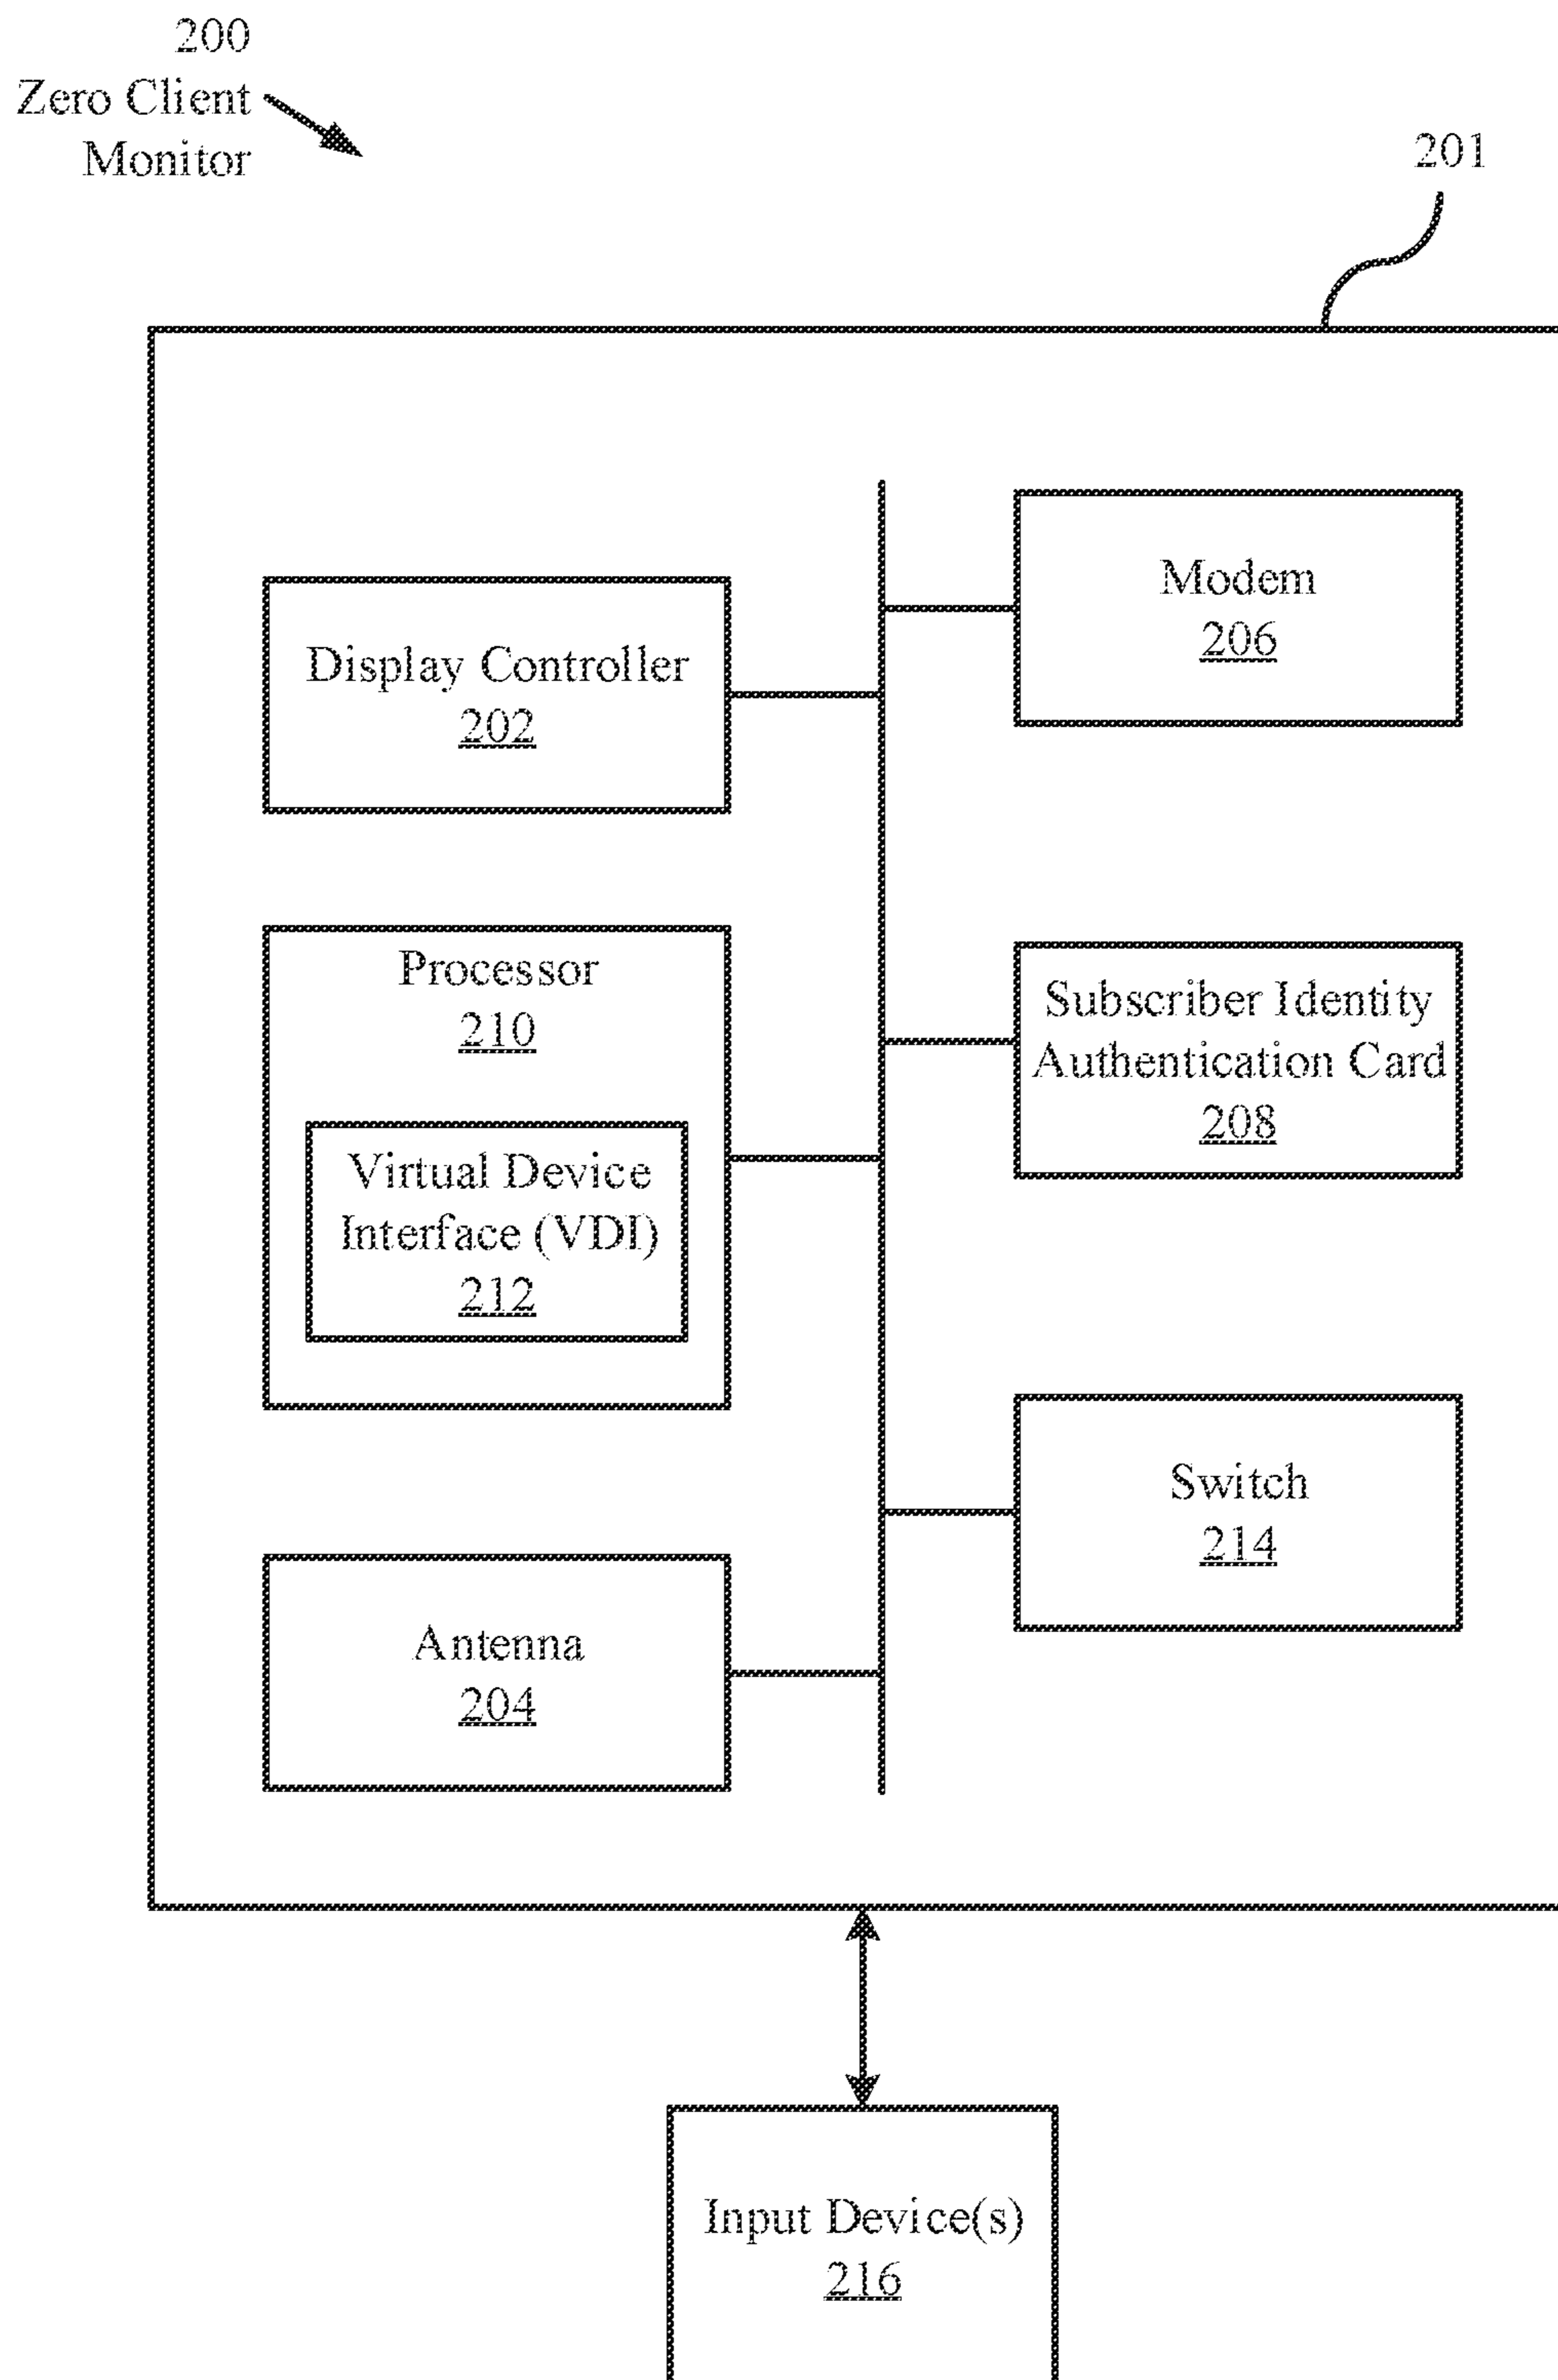 200
Zero Client
Monitor
201
Modem
206
Display Controller
202
Processor
210
Subscriber Identity
Authentication Card
208
Virtual Device
Interface (VDI)
212
Switch
214
Antenna
204
Input Device(s)
216